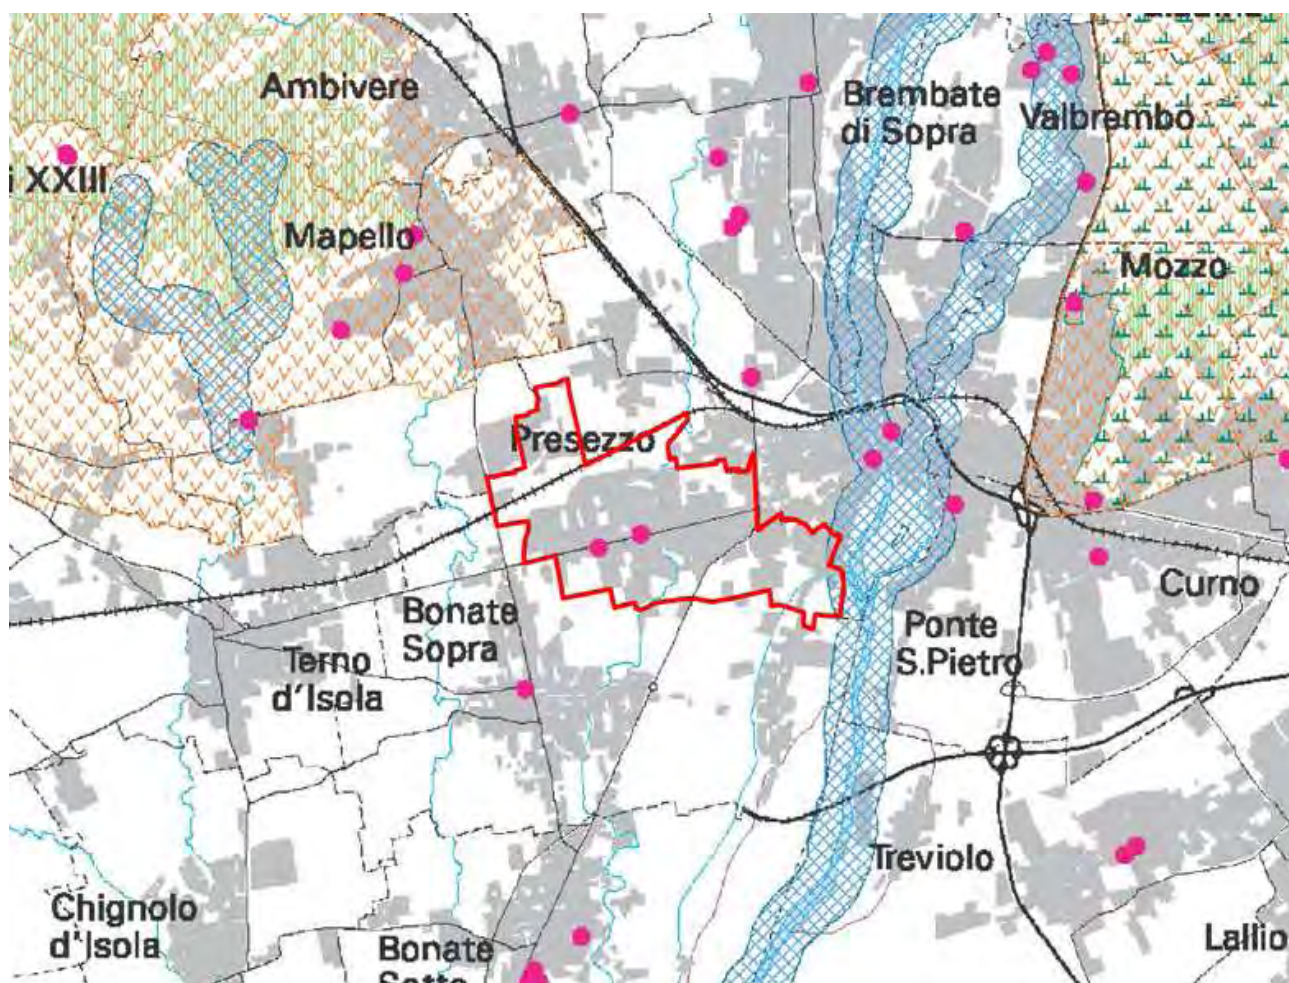 Ambivere
Brembate
di Sopra
Valbrembo
i XXIII
Mapello
Mozzo
Presezzo
Curno
Bonate
Sopra
Ponte
S.Pietro
Terno
d'Isola
Treviolo
Chignolo
d'Isola
Lallio
Bonate